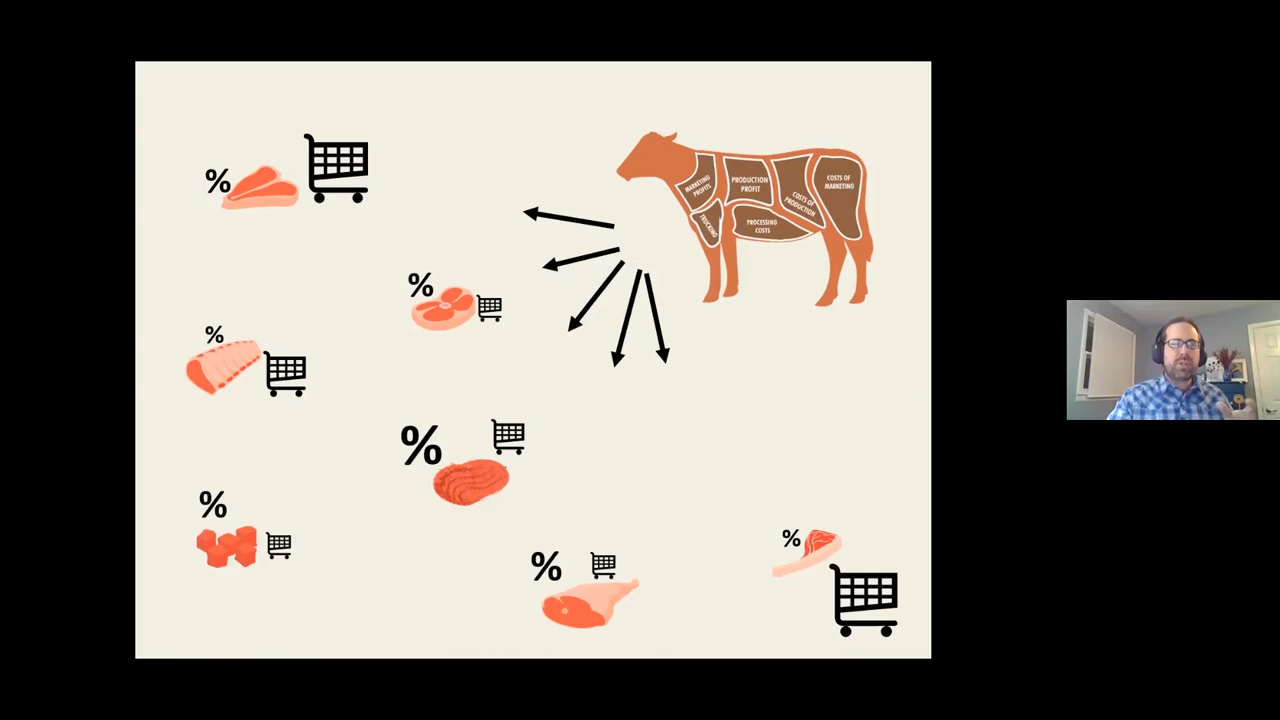 %
MARKETING
PROFITS
PRODUCTION
PROFIT
COSTS OF
PRODUCTION
COSTS OF
MARKETING
TRUCKING
PROCESSING
COSTS
%
%
%
%
%
%